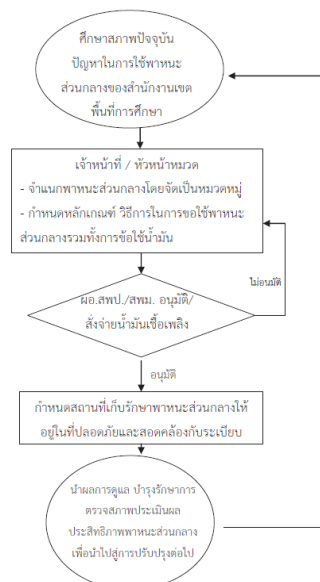 ศึกษาสภาพปัจจุบัน
ปัญหาในการใช้พาหนะ
ส่วนกลางของสำนักงานเขต
พื้นที่การศึกษา
เจ้าหน้าที่ / หัวหน้าหมวด
- จำแนกพาหนะส่วนกลางโดยจัดเป็นหมวดหมู่
- กำหนดหลักเกณฑ์ วิธีการในการขอใช้พาหนะ
ส่วนกลางรวมทั้งการข้อใช้น้ำมัน
ไม่อนุมัติ
ผอ.สพป./สพม. อนุมัติ/
สั่งจ่ายน้ำมันเชื้อเพลิง
อนุมัติ
กำหนดสถานที่เก็บรักษาพาหนะส่วนกลางให้
อยู่ในที่ปลอดภัยและสอดคล้องกับระเบียบ
นำผลการดูแล บำรุงรักษาการ
ตรวจสภาพประเมินผล
ประสิทธิภาพพาหนะส่วนกลาง
เพื่อนำไปสู่การปรับปรุงต่อไป